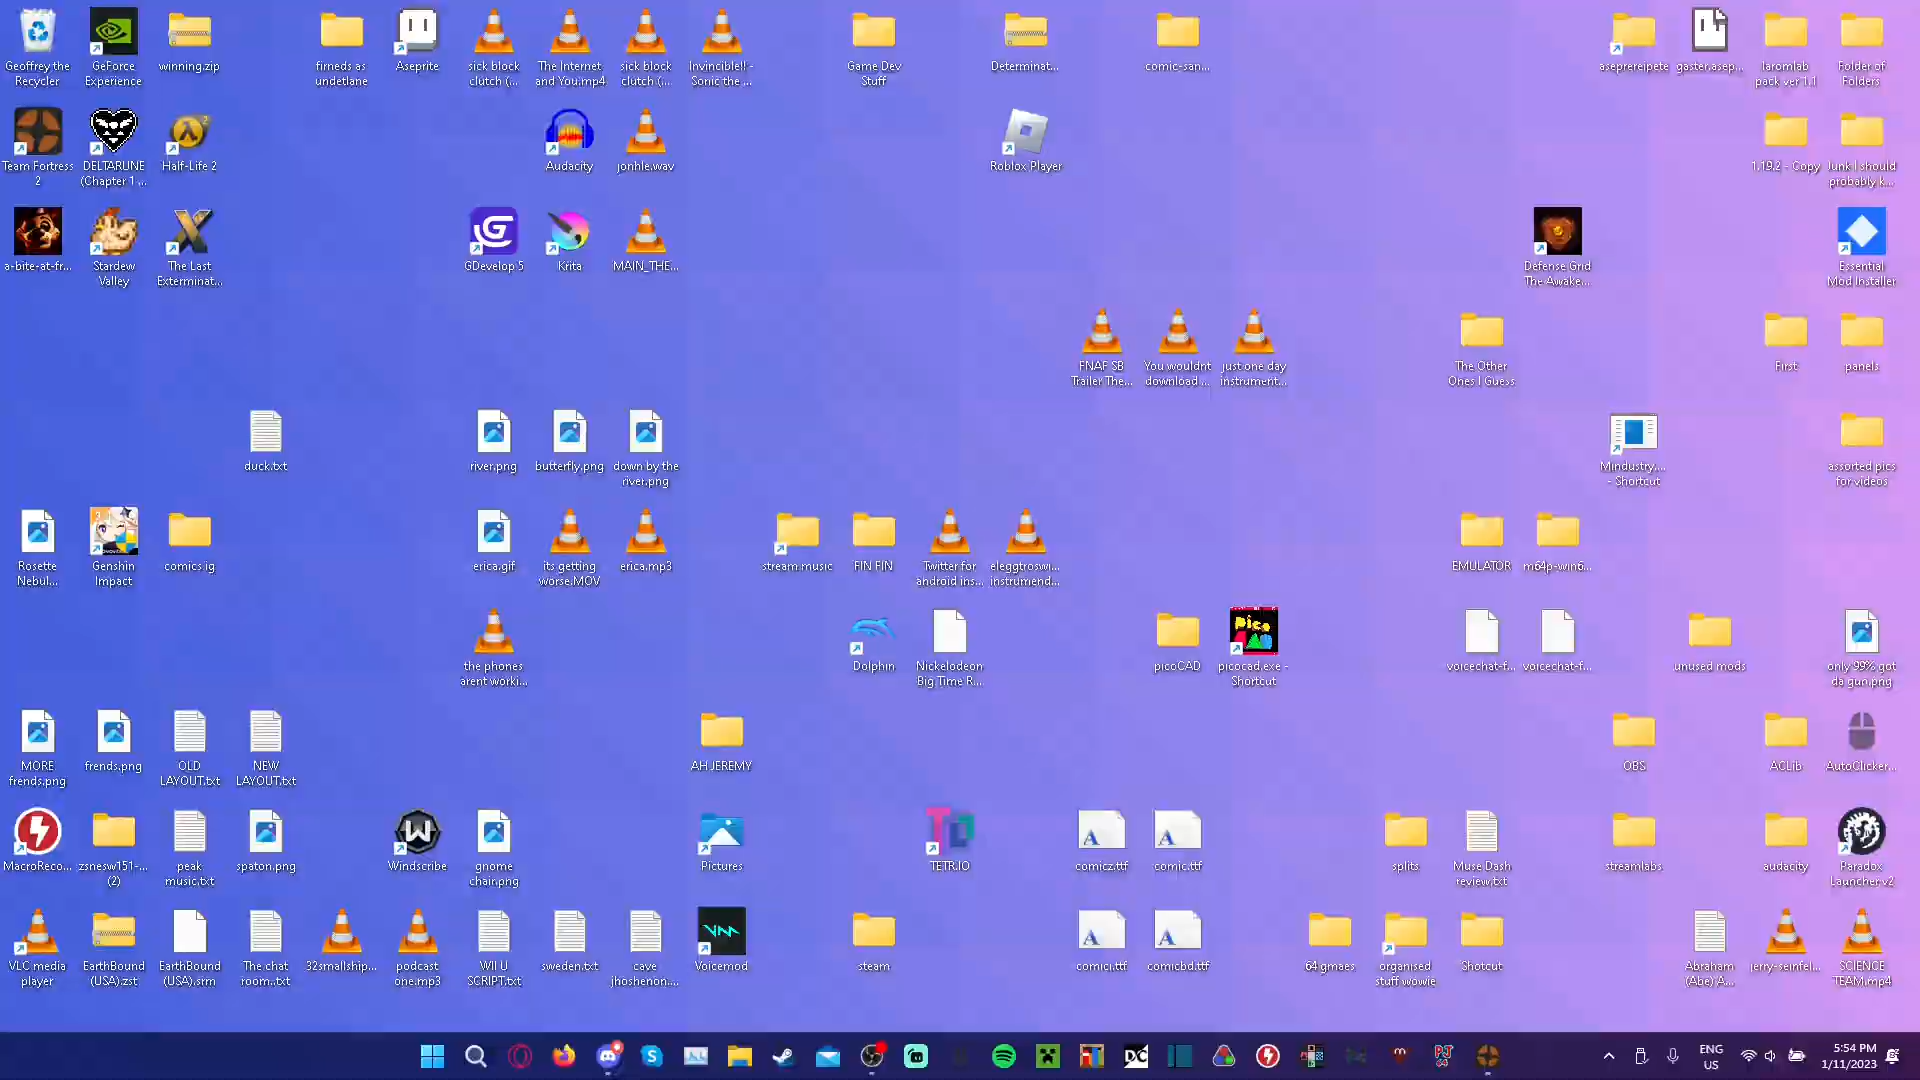 Geoffrey the
Recycler
GeForce
Experience
winning.zip
firneds as
undetlane
Aseprite
sick block
clutch (...
The Internet
and You.mp4
sick block
clutch (...
Invincible!! -
Sonic the ...
Game Dev
Stuff
Determinat...
comic-san...
aseprereipete
gaster.asep...
laromlab
pack ver 1.1
Folder of
Folders
Team Fortress
2
DELTARUNE
(Chapter 1 ...
Half-Life 2
Audacity
jonhle.wav
Roblox Player
1.19.2 - Copy
Junk I should
probably k...
a-bite-at-fr...
Stardew
Valley
The Last
Exterminat...
GDevelop 5
Krita
MAIN_THE...
Defense Grid
The Awake...
Essential
Mod Installer
FNAF SB
Trailer The...
You wouldnt
download ...
just one day
instrument...
The Other
Ones I Guess
First
panels
duck.txt
river.png
butterfly.png
down by the
river.png
Mindustry....
- Shortcut
assorted pics
for videos
Rosette
Nebul...
Genshin
Impact
comics ig
erica.gif
its getting
worse.MOV
erica.mp3
stream music
FIN FIN
Twitter for
android ins...
eleggtroswi...
instrumend...
EMULATOR
m64p-win6...
the phones
arent worki...
Dolphin
Nickelodeon
Big Time R...
picoCAD
pico
CAD
picocad.exe -
Shortcut
voicechat-f...
voicechat-f...
unused mods
only 99% got
da gun.png
MORE
frends.png
frends.png
OLD
LAYOUT.txt
NEW
LAYOUT.txt
AH JEREMY
OBS
ACLib
AutoClicker...
MacroReco...
zsnesw151-...
(2)
peak
music.txt
spaton.png
Windscribe
gnome
chair.png
Pictures
TETR.IO
comicz.ttf
comic.ttf
splits
Muse Dash
review.txt
streamlabs
audacity
Paradox
Launcher v2
VLC media
player
EarthBound
(USA).zst
EarthBound
(USA).srm
The chat
room..txt
32smallship...
podcast
one.mp3
WII U
SCRIPT.txt
sweden.txt
cave
jhoshenon....
Voicemod
steam
comici.ttf
comicbd.ttf
64 gmaes
organised
stuff wowie
Shotcut
Abraham
(Abe) A...
jerry-seinfel...
SCIENCE
TEAM.mp4
DC
ENG
US
5:54 PM
1/11/2023